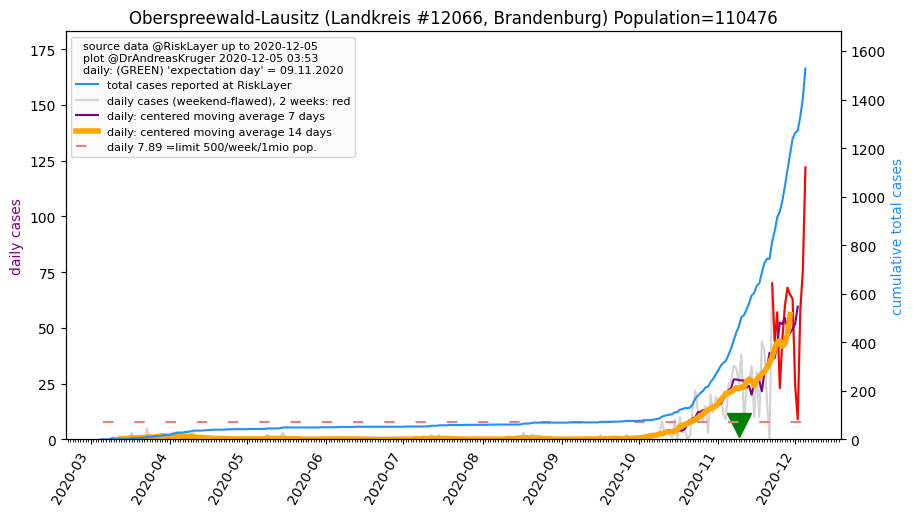 Oberspreewald-Lausitz (Landkreis #12066, Brandenburg) Population=110476
source data @RiskLayer up to 2020-12-05
plot @DrAndreasKruger 2020-12-05 03:53
daily: (GREEN) 'expectation day' = 09.11.2020
total cases reported at RiskLayer
daily cases (weekend-flawed), 2 weeks: red
daily: centered moving average 7 days
daily: centered moving average 14 days
daily 7.89 =limit 500/week/1mio pop.
daily cases
175
150
125
100
75
50
25
0
cumulative total cases
1600
1400
1200
1000
800
600
400
200
0
2020-03
2020-04
2020-05
2020-06
2020-07
2020-08
2020-09
2020-10
2020-11
2020-12